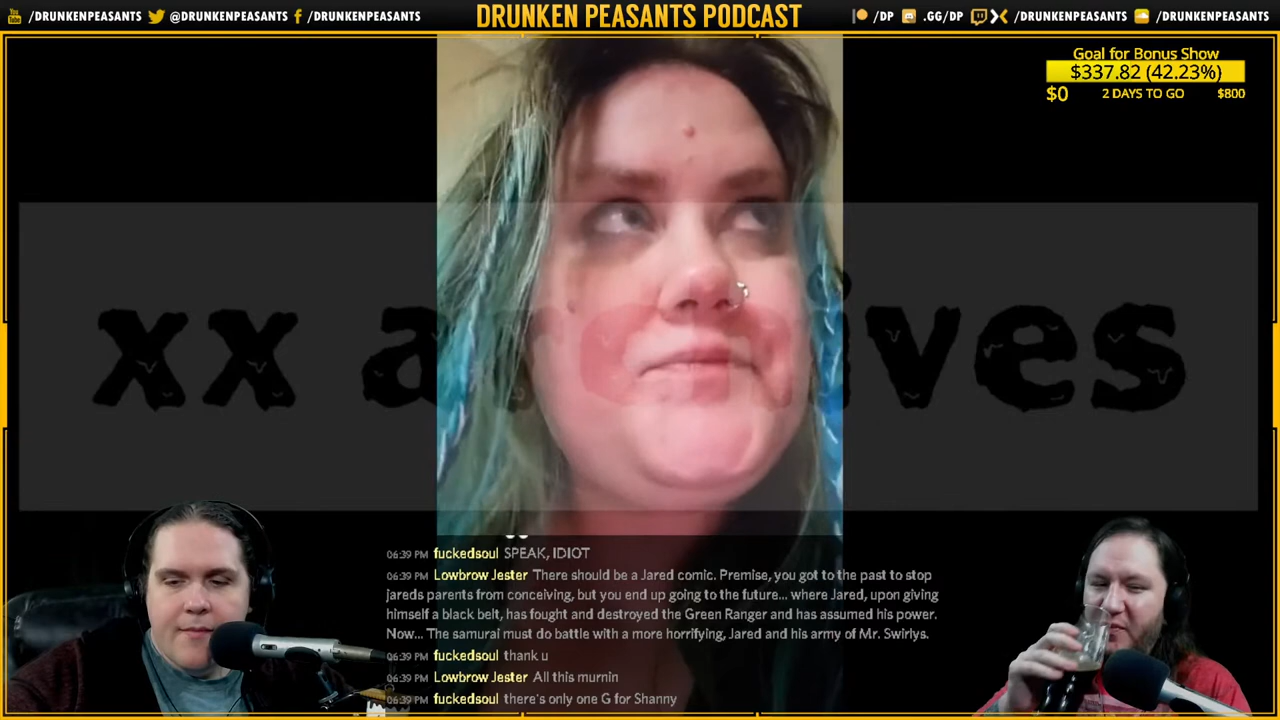 /DRUNKENPEASANTS @DRUNKENPEASANTS /DRUNKENPEASANTS DRUNKEN PEASANTS PODCAST /DP .GG/DP /DRUNKENPEASANTS /DRUNKENPEASANTS
Goal for Bonus Show
$337.82 (42.23%)
$0 2 DAYS TO GO $800
xx
06:39 PM fuckedsoul SPEAK, IDIOT
06:39 PM Lowbrow Jester There should be a Jared comic. Premise, you got to the past to stop
jareds parents from conceiving, but you end up going to the future... where Jared, upon giving
himself a black belt, has fought and destroyed the Green Ranger and has assumed his power.
Now... The samurai must do battle with a more horrifying, Jared and his army of Mr. Swirlys.
06:39 PM fuckedsoul thank u
06:39 PM Lowbrow Jester All this murnin
06:39 PM fuckedsoul there's only one G for Shanny